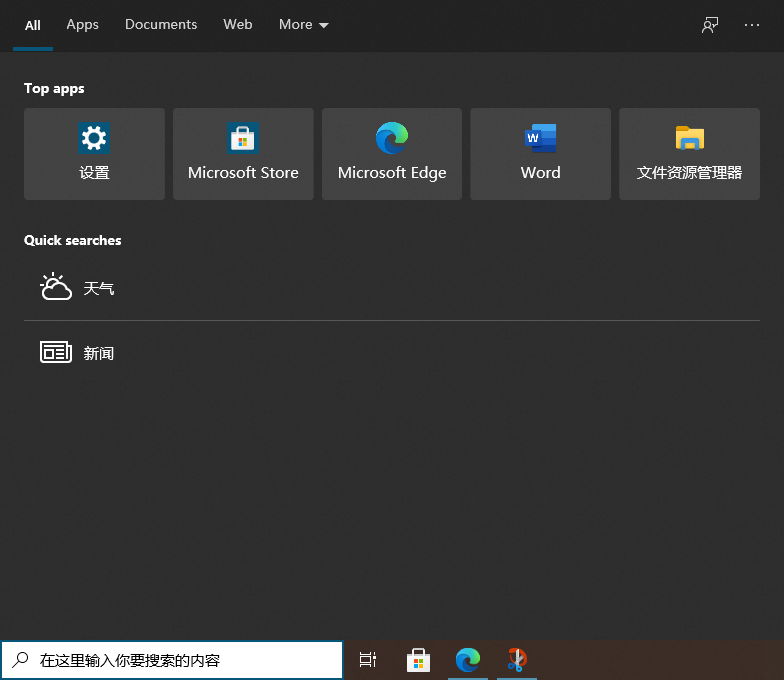 All Apps Documents Web More
Top apps
设置 Microsoft Store Microsoft Edge Word 文件资源管理器
Quick searches
天气
新闻
在这里输入你要搜索的内容